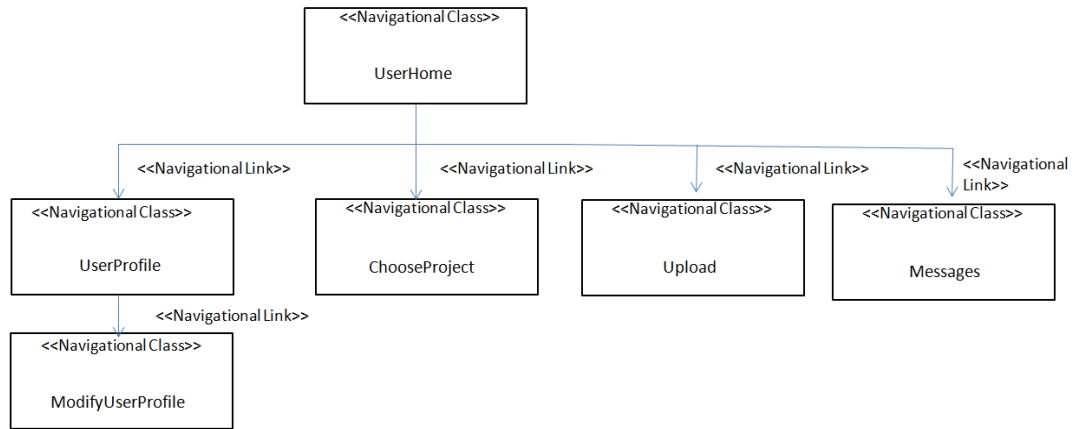 <<Navigational Class>>
UserHome
<<Navigational Link>>
<<Navigational Link>>
<<Navigational Link>>
<<Navigational
Link>>
<<Navigational Class>>
UserProfile
<<Navigational Class>>
ChooseProject
<<Navigational Class>>
Upload
<<Navigational Class>>
Messages
<<Navigational Link>>
<<Navigational Class>>
ModifyUserProfile